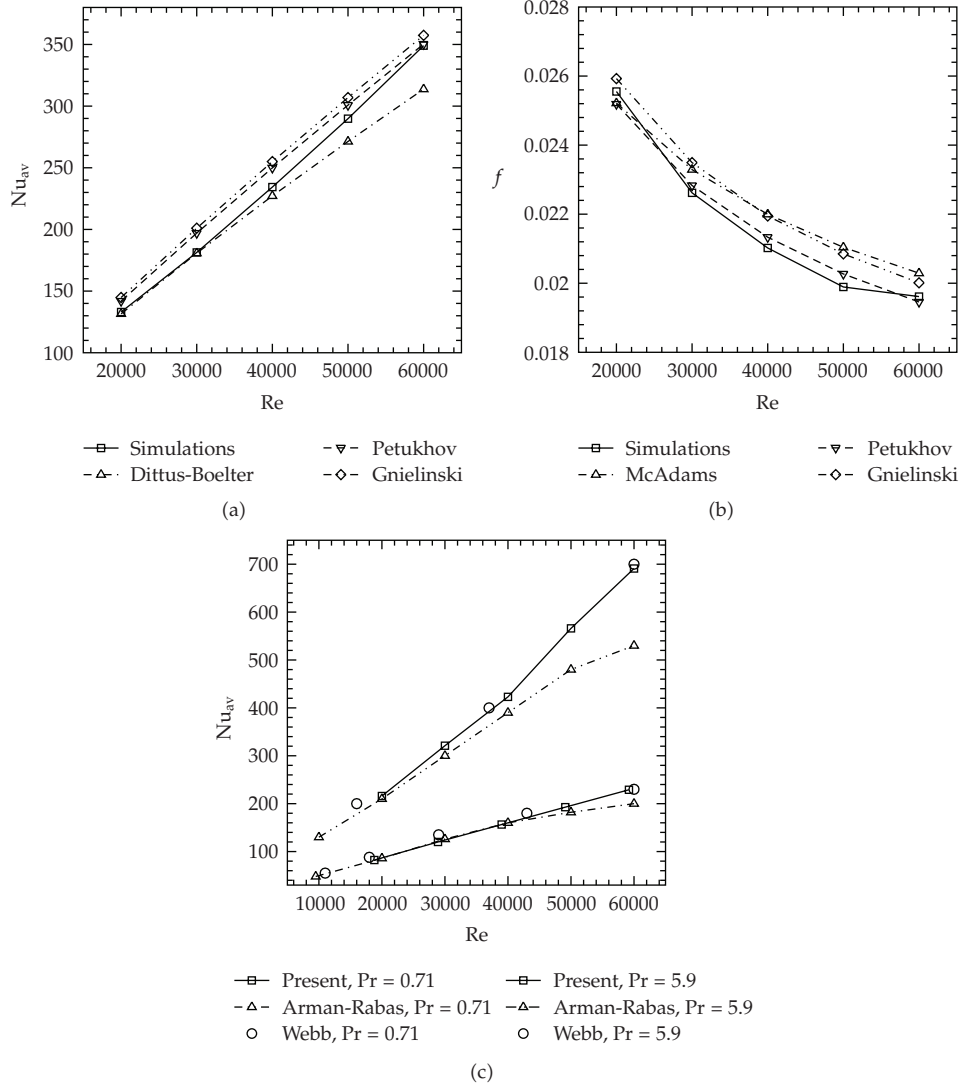 350
300
250
200
150
100
Nu_av
20000 30000 40000 50000 60000
Re
Simulations
Petukhov
Dittus-Boelter
Gnielinski
(a)
0.028
0.026
0.024
0.022
0.02
0.018
f
20000 30000 40000 50000 60000
Re
Simulations
Petukhov
McAdams
Gnielinski
(b)
700
600
500
400
300
200
100
Nu_av
10000 20000 30000 40000 50000 60000
Re
Present, Pr = 0.71
Present, Pr = 5.9
Arman-Rabas, Pr = 0.71
Arman-Rabas, Pr = 5.9
Webb, Pr = 0.71
Webb, Pr = 5.9
(c)